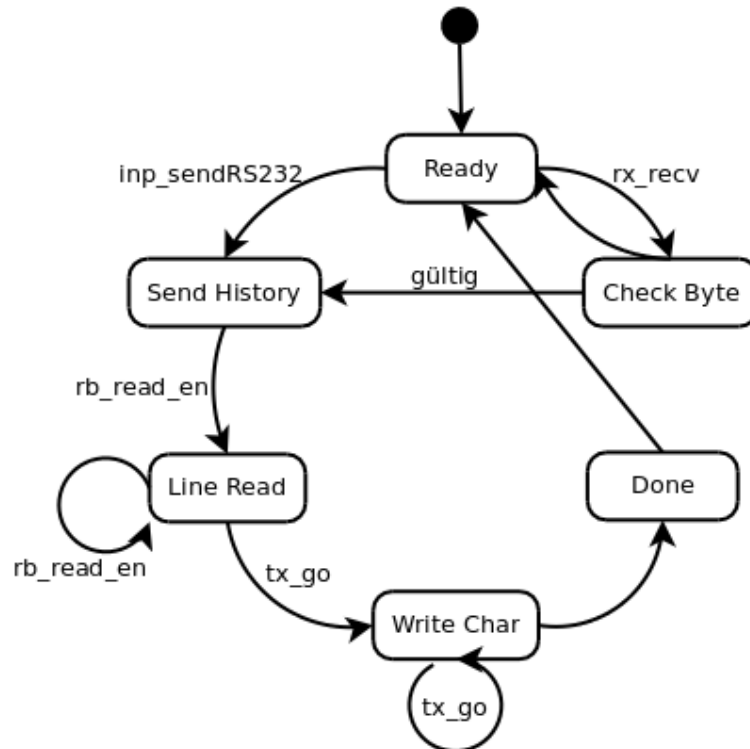 Ready
inp_sendRS232
rx_recv
Send History
gültig
Check Byte
rb_read_en
Line Read
Done
rb_read_en
tx_go
Write Char
tx_go